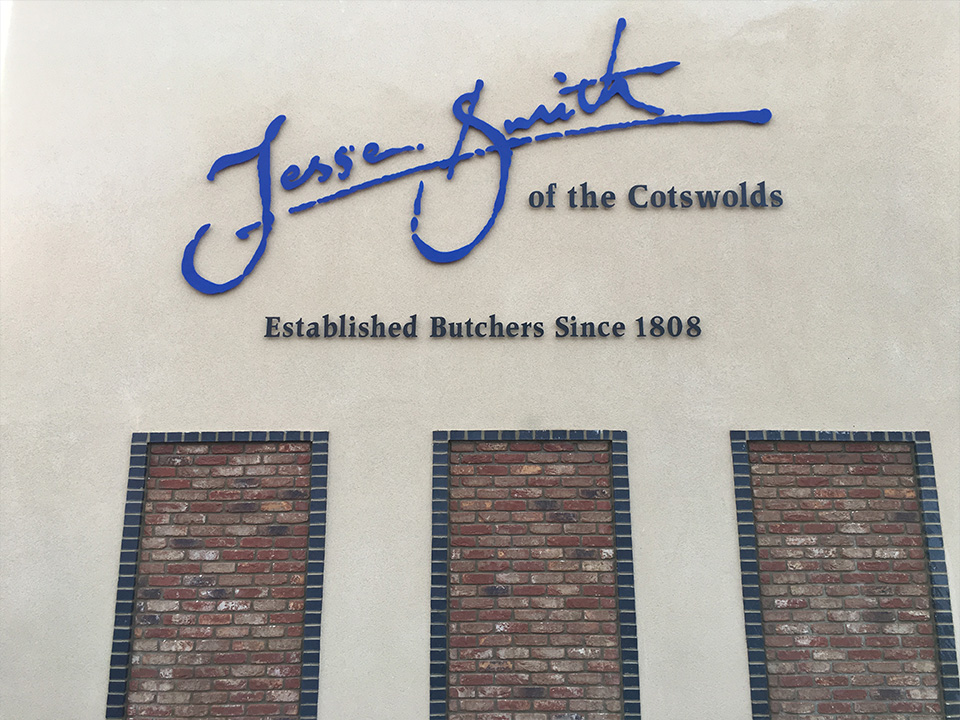 Jesse Smith
of the Cotswolds
Established Butchers Since 1808